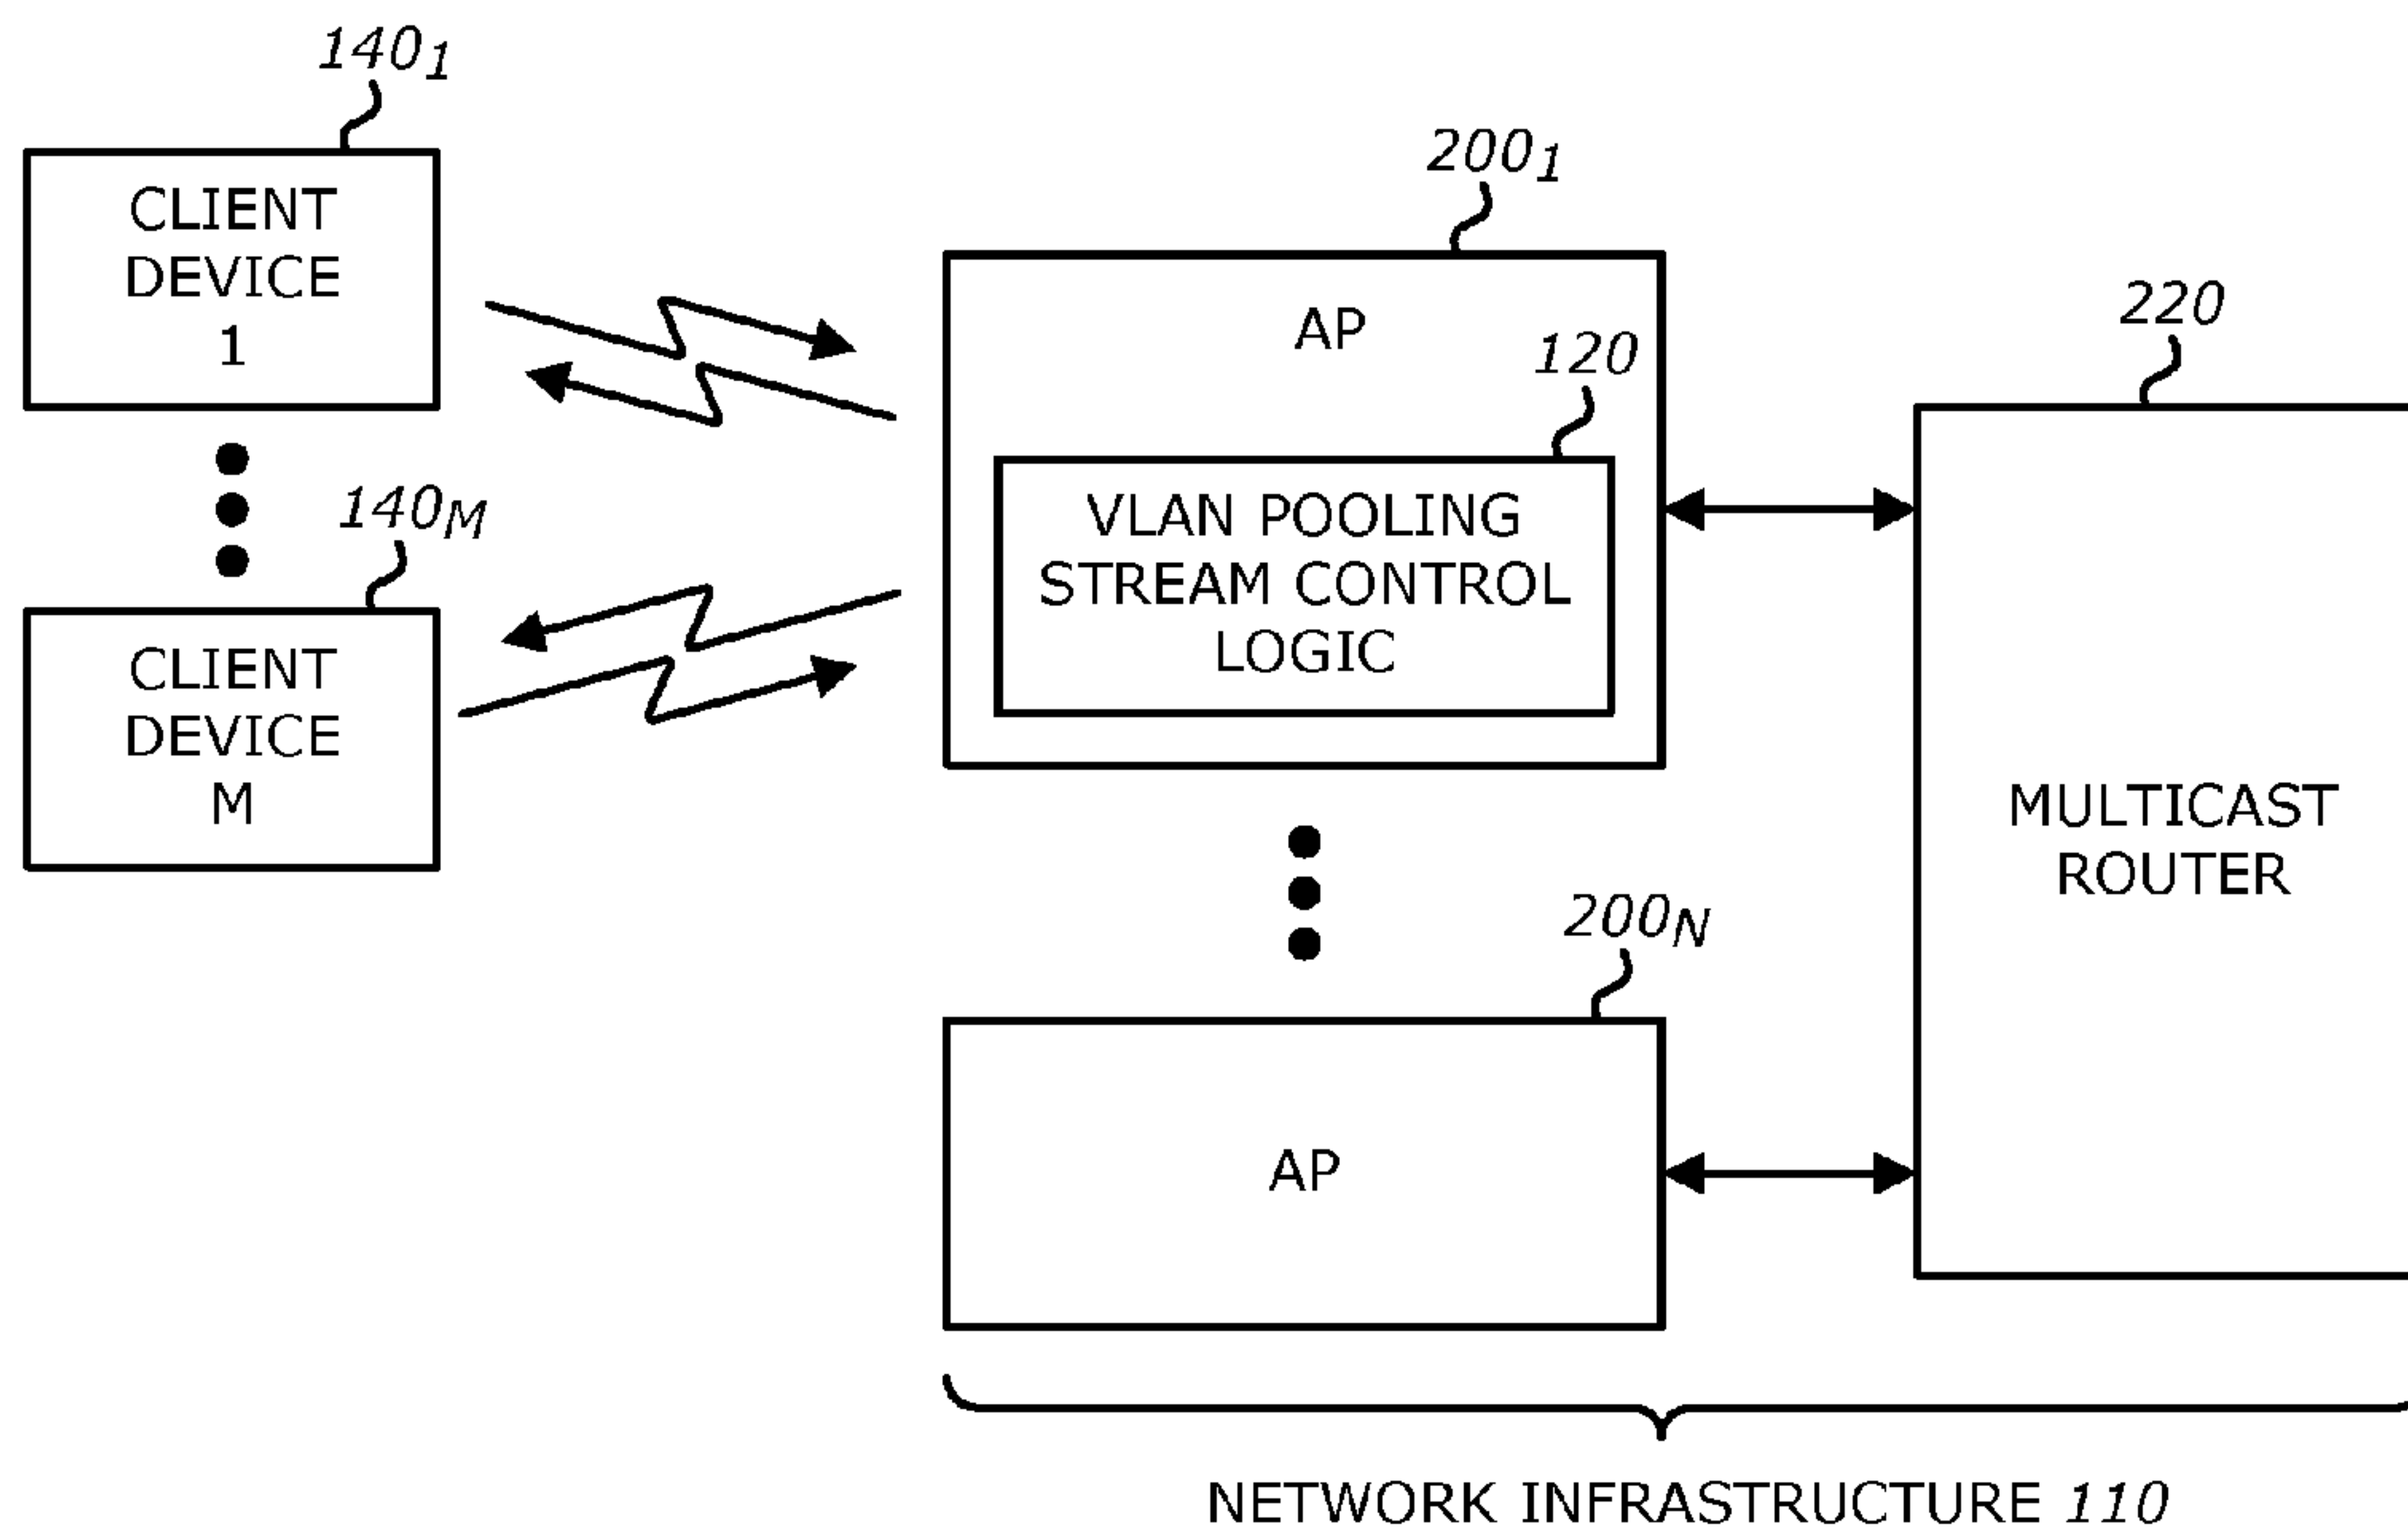 140₁
CLIENT
DEVICE
1
140M
CLIENT
DEVICE
M
200₁
AP
120
VLAN POOLING
STREAM CONTROL
LOGIC
200N
AP
220
MULTICAST
ROUTER
NETWORK INFRASTRUCTURE 110